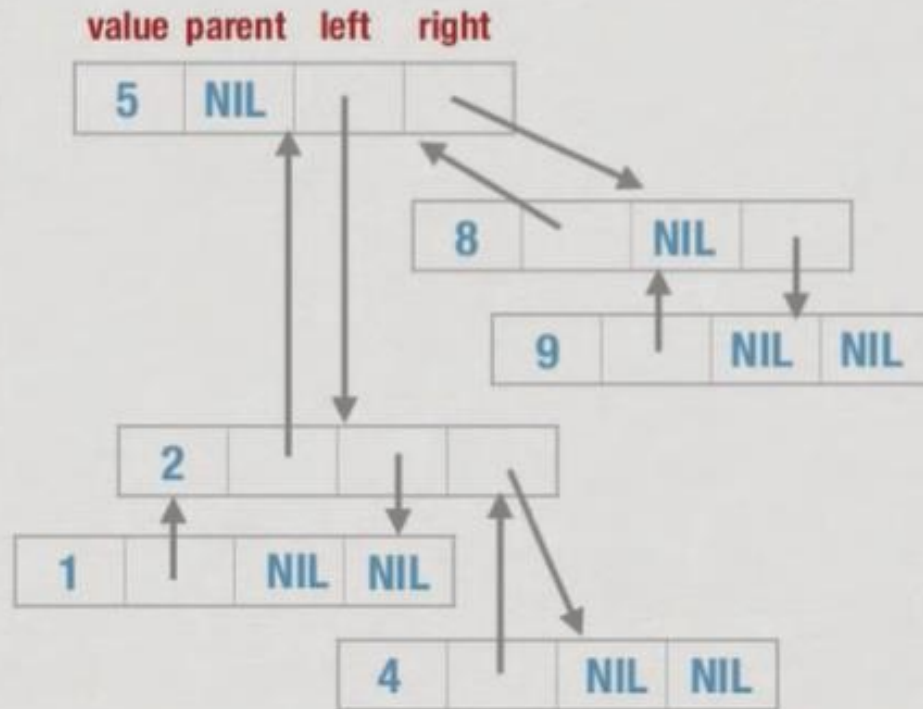 value parent left right
5 NIL
8 NIL
9 NIL NIL
2
1 NIL NIL
4 NIL NIL